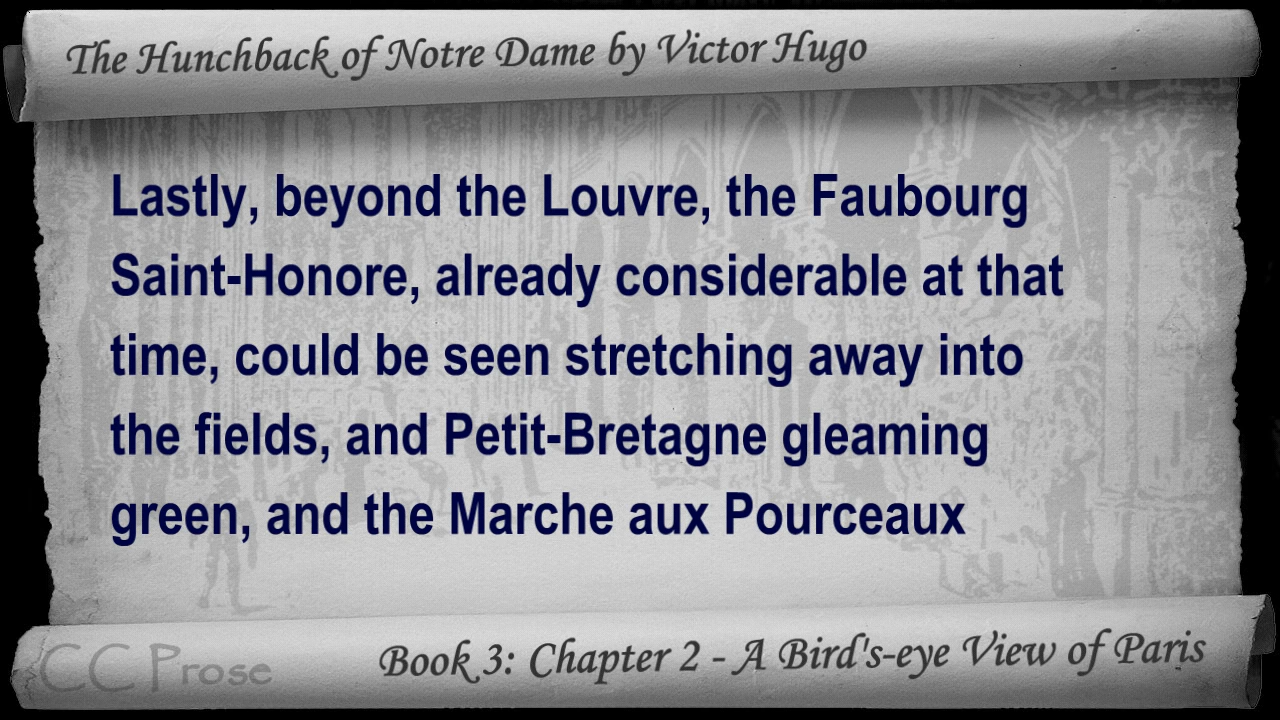 The Hunchback of Notre Dame by Victor Hugo
Lastly, beyond the Louvre, the Faubourg
Saint-Honore, already considerable at that
time, could be seen stretching away into
the fields, and Petit-Bretagne gleaming
green, and the Marche aux Pourceaux
CC Prose
Book 3: Chapter 2 - A Bird's-eye View of Paris